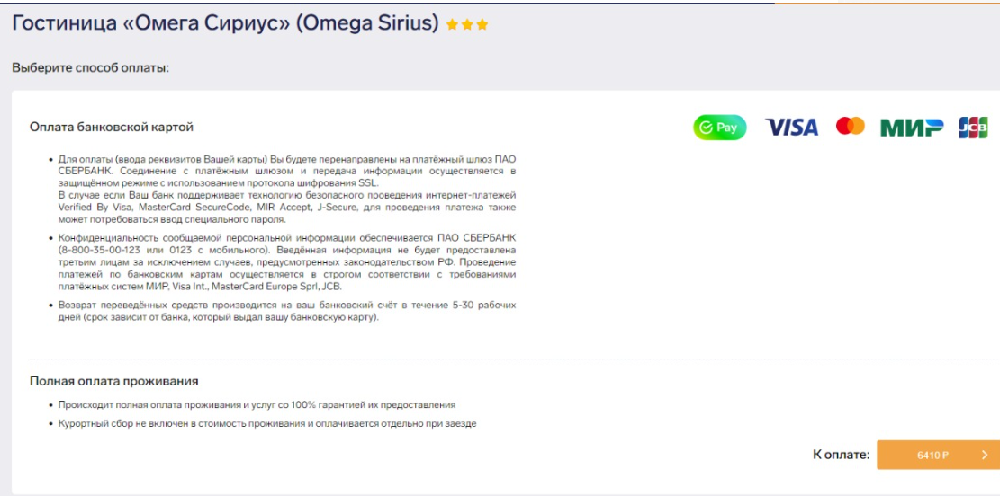 Гостиница «Омега Сириус» (Omega Sirius)
Выберите способ оплаты:
Оплата банковской картой
Pay VISA МИР JCB
• Для оплаты (ввода реквизитов Вашей карты) Вы будете перенаправлены на платёжный шлюз ПАО
СБЕРБАНК. Соединение с платёжным шлюзом и передача информации осуществляется в
защищённом режиме с использованием протокола шифрования SSL.
В случае если Ваш банк поддерживает технологию безопасного проведения интернет-платежей
Verified By Visa, MasterCard SecureCode, MIR Accept, J-Secure, для проведения платежа также
может потребоваться ввод специального пароля.
• Конфиденциальность сообщаемой персональной информации обеспечивается ПАО СБЕРБАНК
(8-800-35-00-123 или 0123 с мобильного). Введённая информация не будет предоставлена
третьим лицам за исключением случаев, предусмотренных законодательством РФ. Проведение
платежей по банковским картам осуществляется в строгом соответствии с требованиями
платёжных систем МИР, Visa Int., MasterCard Europe Sprl, JCB.
• Возврат переведённых средств производится на ваш банковский счёт в течение 5-30 рабочих
дней (срок зависит от банка, который выдал вашу банковскую карту).
Полная оплата проживания
• Происходит полная оплата проживания и услуг со 100% гарантией их предоставления
• Курортный сбор не включен в стоимость проживания и оплачивается отдельно при заезде
К оплате: 6410 ₽